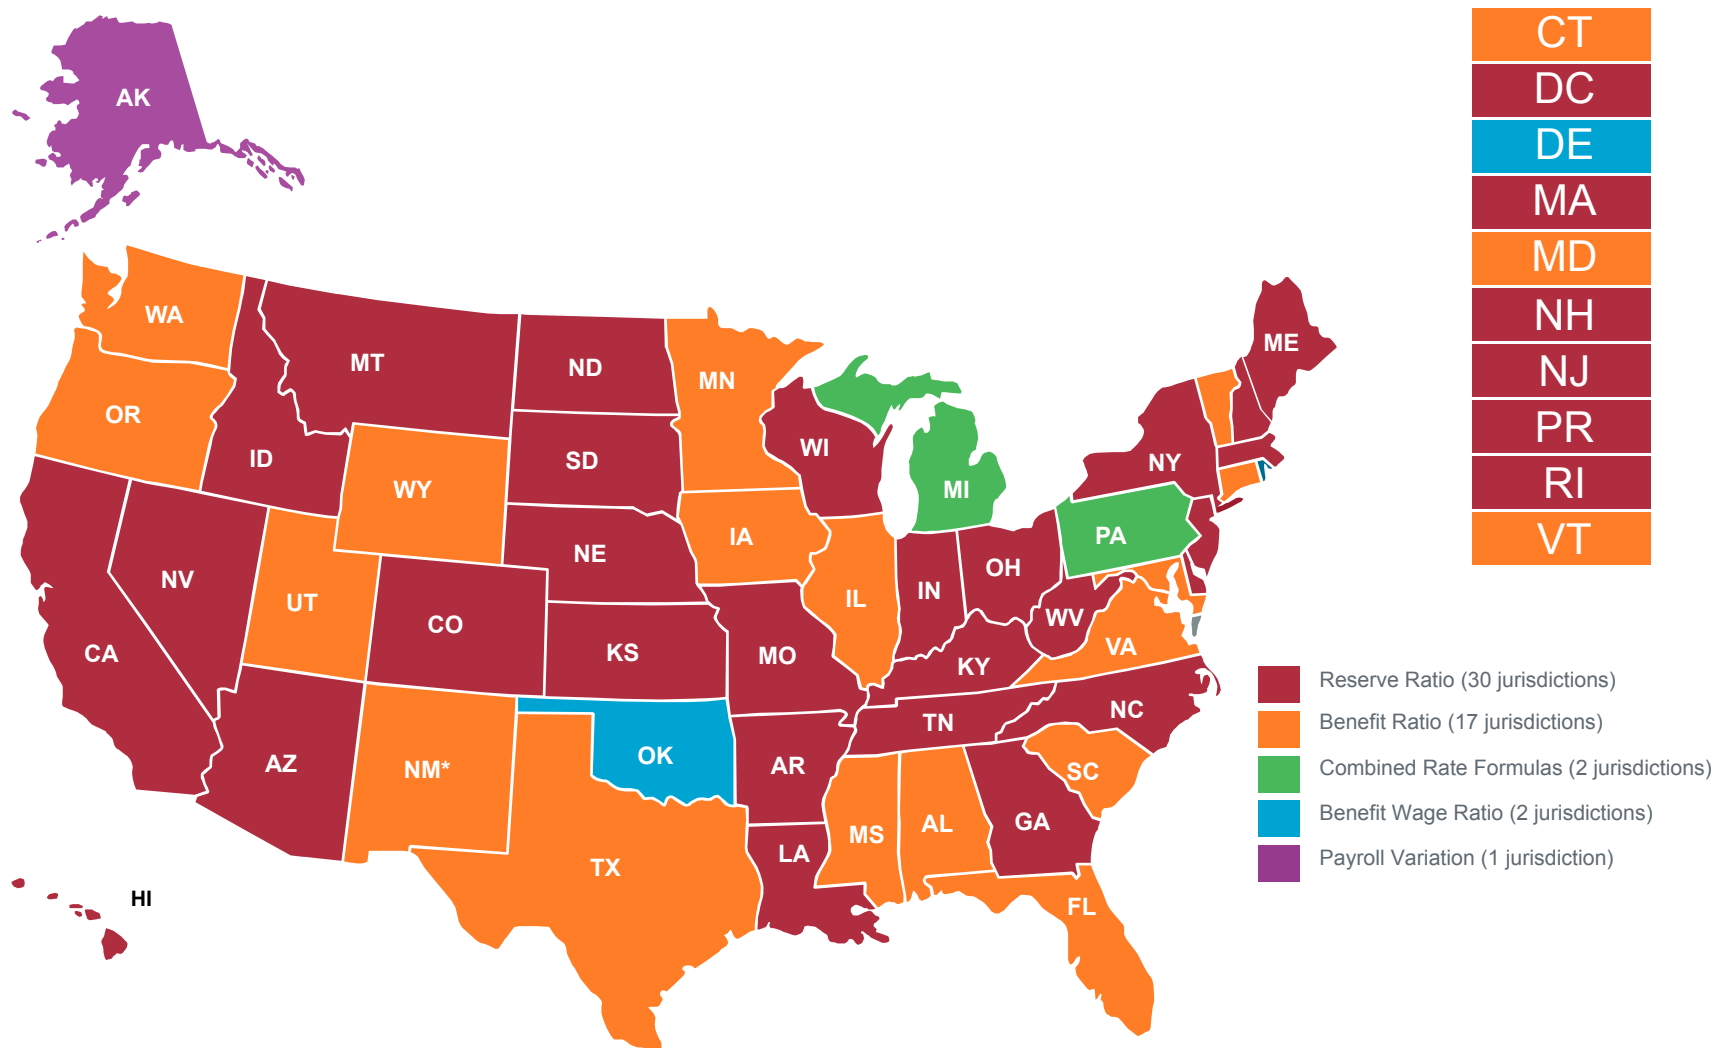 AK
CT
DC
DE
MA
MD
NH
NJ
PR
RI
VT
WA
MT
ND
MN
ME
OR
ID
WY
SD
WI
NY
MI
NV
UT
CO
NE
IA
IL
IN
OH
PA
WV
VA
CA
KS
MO
KY
AZ
NM*
OK
AR
TN
NC
SC
TX
LA
MS
AL
GA
FL
HI
Reserve Ratio (30 jurisdictions)
Benefit Ratio (17 jurisdictions)
Combined Rate Formulas (2 jurisdictions)
Benefit Wage Ratio (2 jurisdictions)
Payroll Variation (1 jurisdiction)